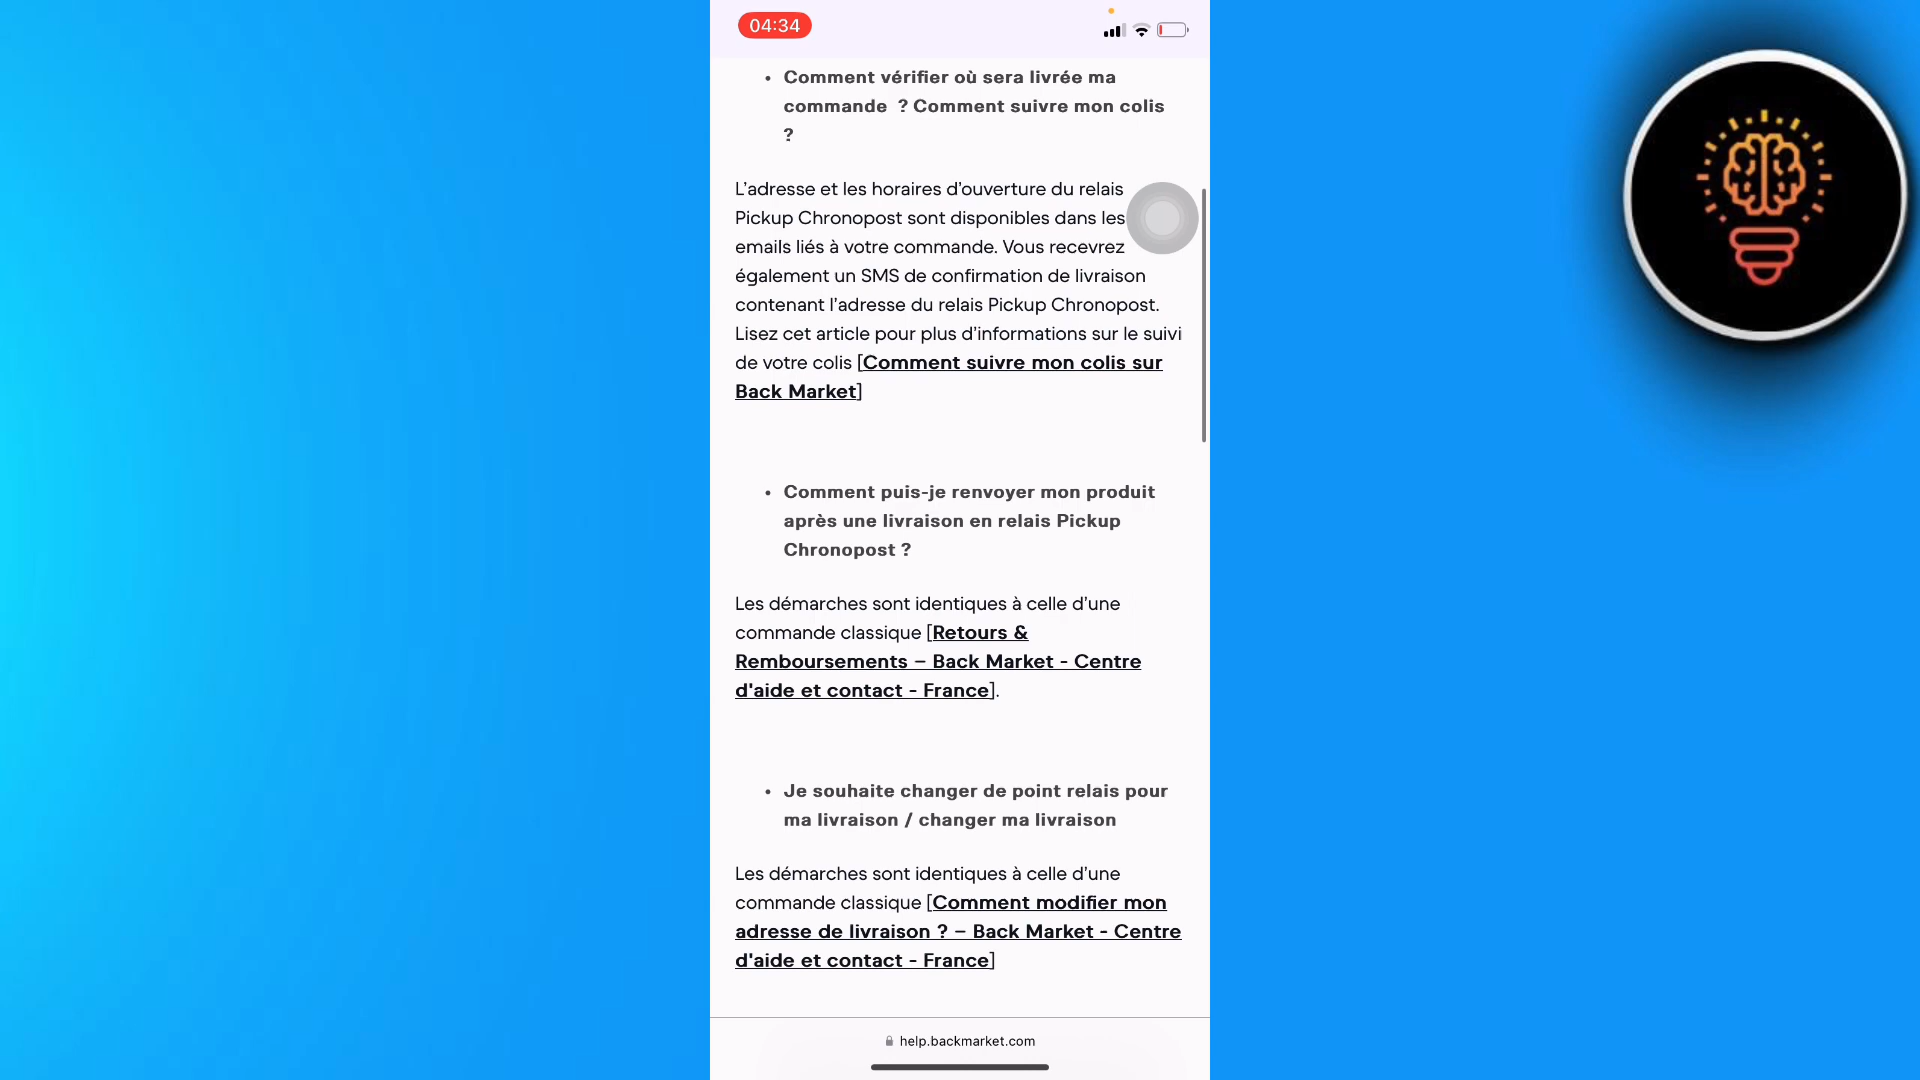 04:34
• Comment vérifier où sera livrée ma
commande  ? Comment suivre mon colis
?
L’adresse et les horaires d’ouverture du relais
Pickup Chronopost sont disponibles dans les
emails liés à votre commande. Vous recevrez
également un SMS de confirmation de livraison
contenant l’adresse du relais Pickup Chronopost.
Lisez cet article pour plus d’informations sur le suivi
de votre colis [Comment suivre mon colis sur
Back Market]
• Comment puis-je renvoyer mon produit
après une livraison en relais Pickup
Chronopost ?
Les démarches sont identiques à celle d’une
commande classique [Retours &
Remboursements – Back Market - Centre
d'aide et contact - France].
• Je souhaite changer de point relais pour
ma livraison / changer ma livraison
Les démarches sont identiques à celle d’une
commande classique [Comment modifier mon
adresse de livraison ? – Back Market - Centre
d'aide et contact - France]
help.backmarket.com